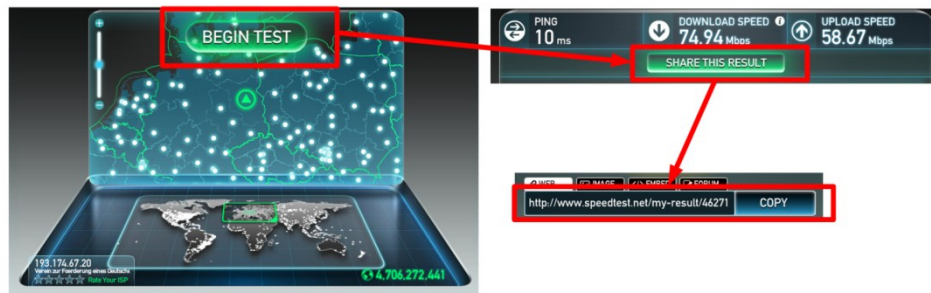 BEGIN TEST
193.174.67.20
Verein zur Foerderung eines Deutschs
Rate Your ISP
4,706,272,441
PING
10 ms
DOWNLOAD SPEED
74.94 Mbps
UPLOAD SPEED
58.67 Mbps
SHARE THIS RESULT
WEB
IMAGE
</> EMBED
FORUM
http://www.speedtest.net/my-result/46271
COPY